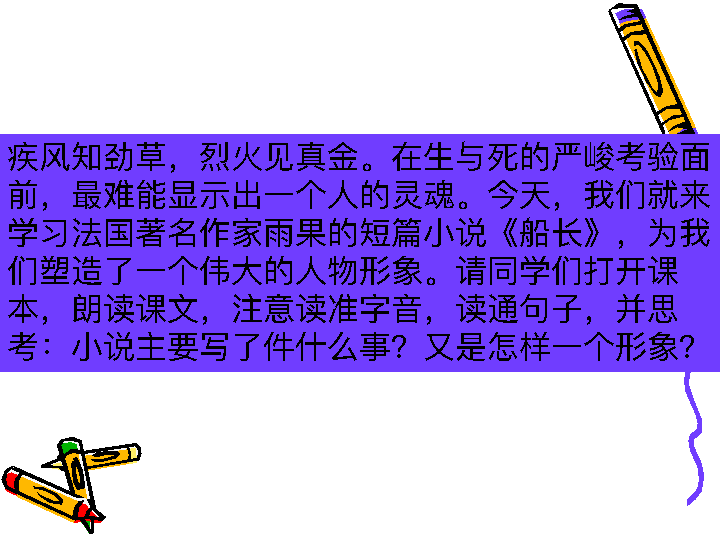 疾风知劲草，烈火见真金。在生与死的严峻考验面
前，最难能显示出一个人的灵魂。今天，我们就来
学习法国著名作家雨果的短篇小说《船长》，为我
们塑造了一个伟大的人物形象。请同学们打开课
本，朗读课文，注意读准字音，读通句子，并思
考：小说主要写了件什么事？又是怎样一个形象？